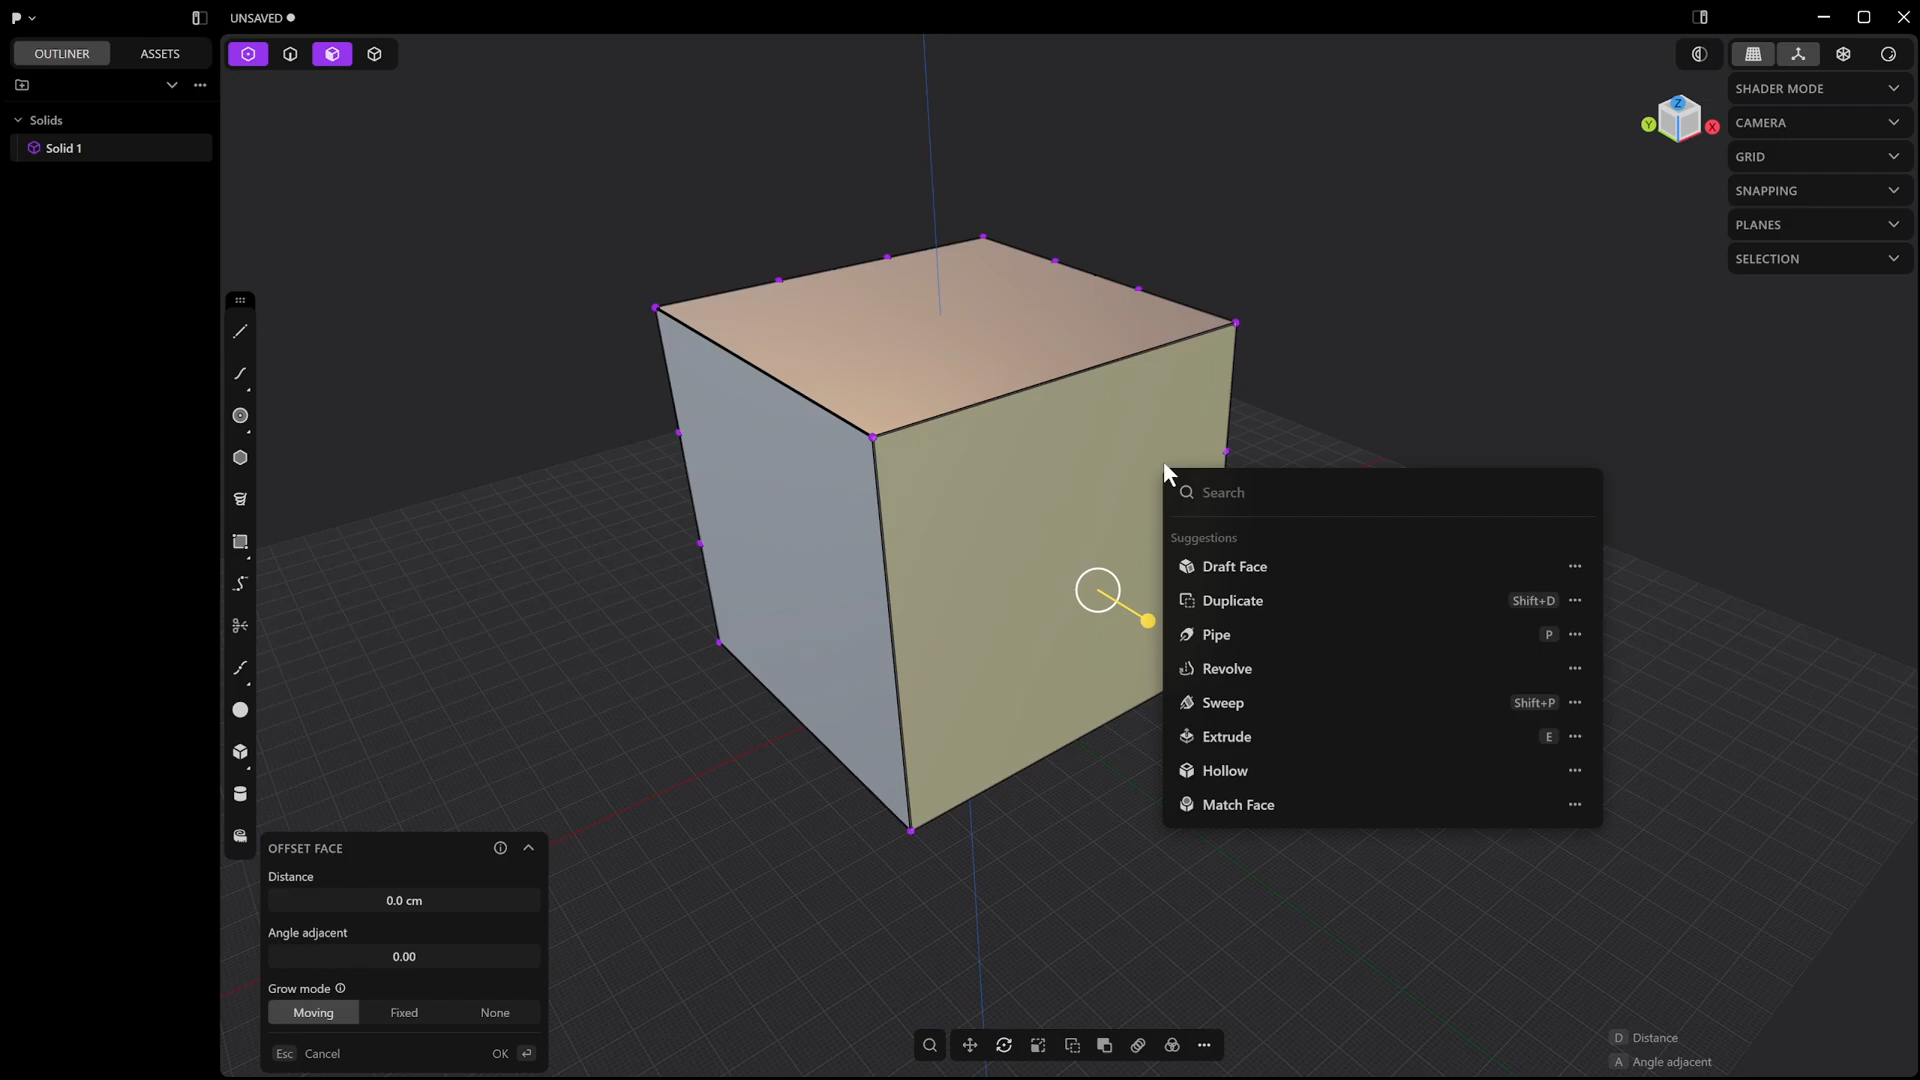 UNSAVED
OUTLINER
ASSETS
Solids
Solid 1
SHADER MODE
CAMERA
GRID
SNAPPING
PLANES
SELECTION
Z
Y
X
Search
Suggestions
Draft Face
Duplicate Shift+D
Pipe P
Revolve
Sweep Shift+P
Extrude E
Hollow
Match Face
OFFSET FACE
Distance
0.0 cm
Angle adjacent
0.00
Grow mode
Moving Fixed None
Esc Cancel OK
D Distance
A Angle adjacent